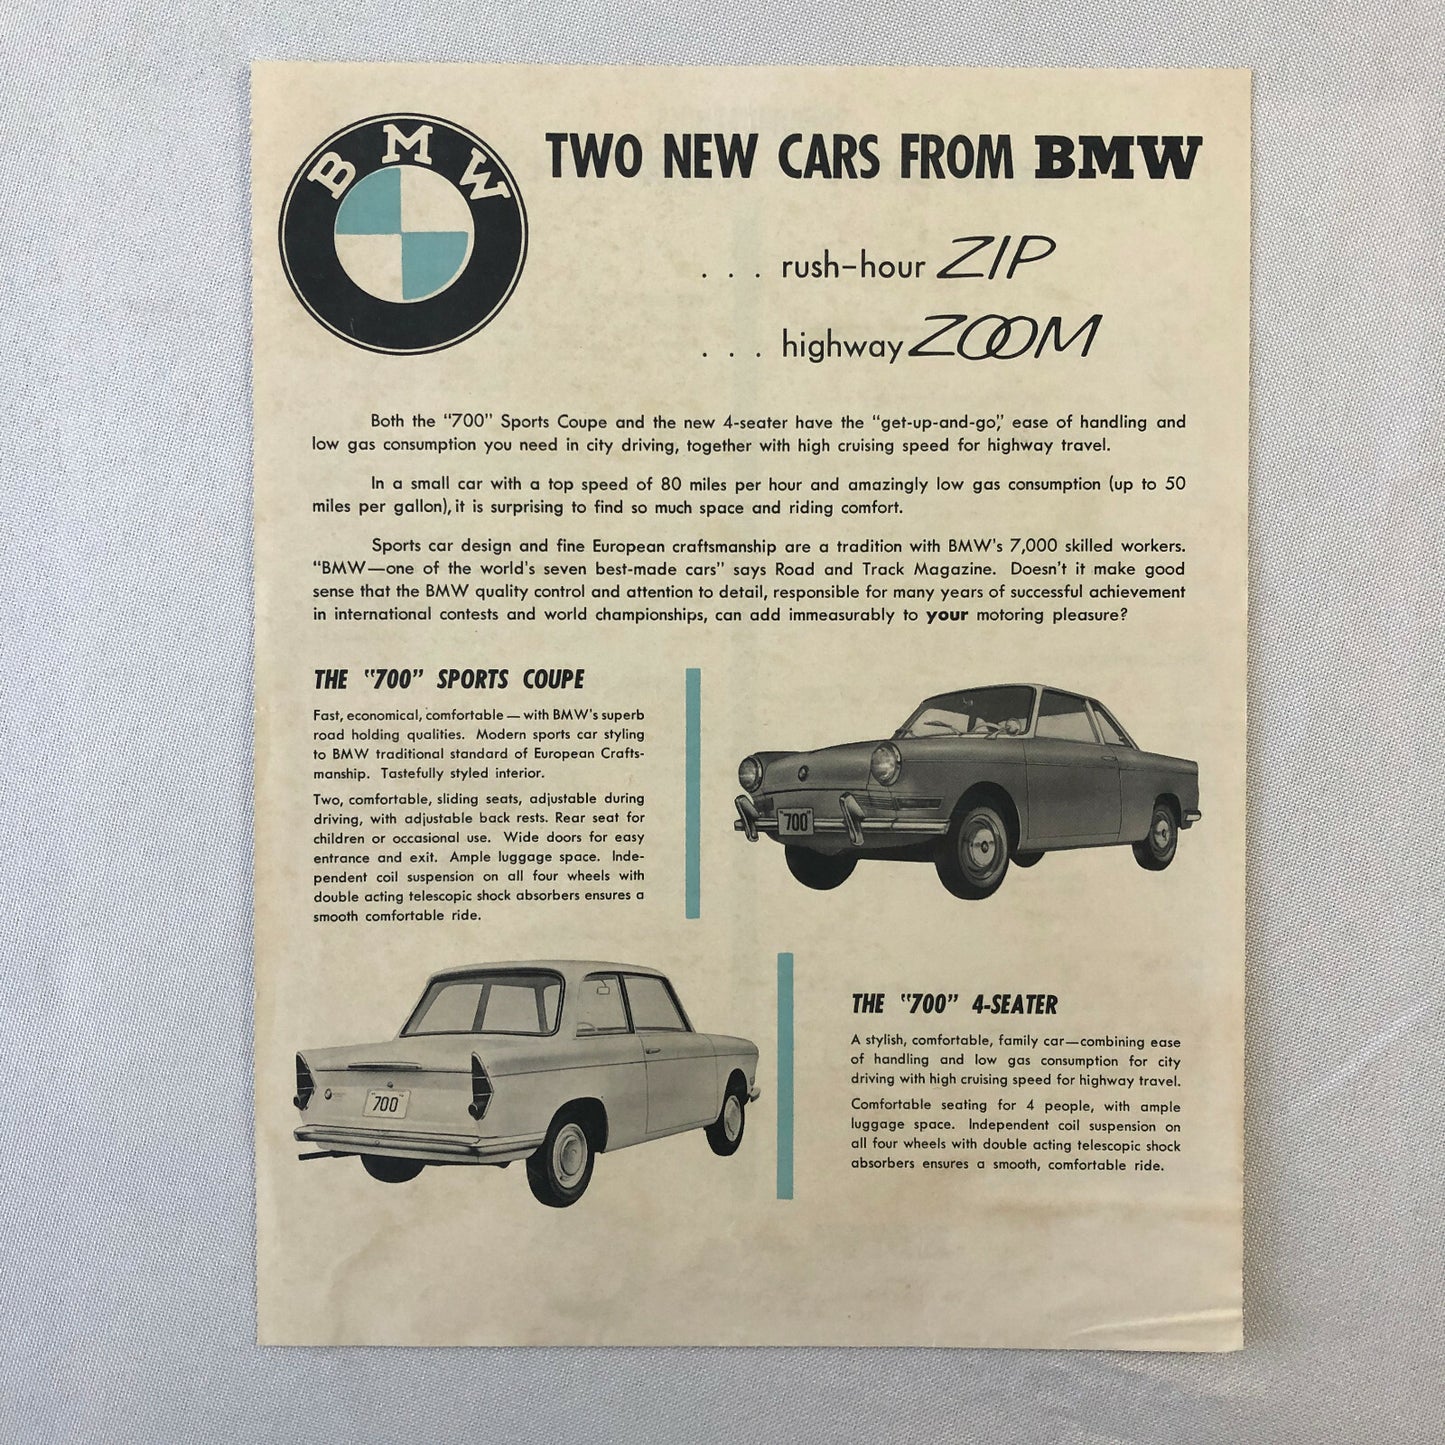 BMW
TWO NEW CARS FROM BMW
. . . rush-hour ZIP
. . . highway ZOOM
Both the "700" Sports Coupe and the new 4-seater have the "get-up-and-go," ease of handling and
low gas consumption you need in city driving, together with high cruising speed for highway travel.
In a small car with a top speed of 80 miles per hour and amazingly low gas consumption (up to 50
miles per gallon), it is surprising to find so much space and riding comfort.
Sports car design and fine European craftsmanship are a tradition with BMW's 7,000 skilled workers.
"BMW—one of the world's seven best-made cars" says Road and Track Magazine. Doesn't it make good
sense that the BMW quality control and attention to detail, responsible for many years of successful achievement
in international contests and world championships, can add immeasurably to your motoring pleasure?
THE "700" SPORTS COUPE
Fast, economical, comfortable — with BMW's superb
road holding qualities. Modern sports car styling
to BMW traditional standard of European Crafts-
manship. Tastefully styled interior.
Two, comfortable, sliding seats, adjustable during
driving, with adjustable back rests. Rear seat for
children or occasional use. Wide doors for easy
entrance and exit. Ample luggage space. Inde-
pendent coil suspension on all four wheels with
double acting telescopic shock absorbers ensures a
smooth comfortable ride.
"700"
"700"
THE "700" 4-SEATER
A stylish, comfortable, family car—combining ease
of handling and low gas consumption for city
driving with high cruising speed for highway travel.
Comfortable seating for 4 people, with ample
luggage space. Independent coil suspension on
all four wheels with double acting telescopic shock
absorbers ensures a smooth, comfortable ride.